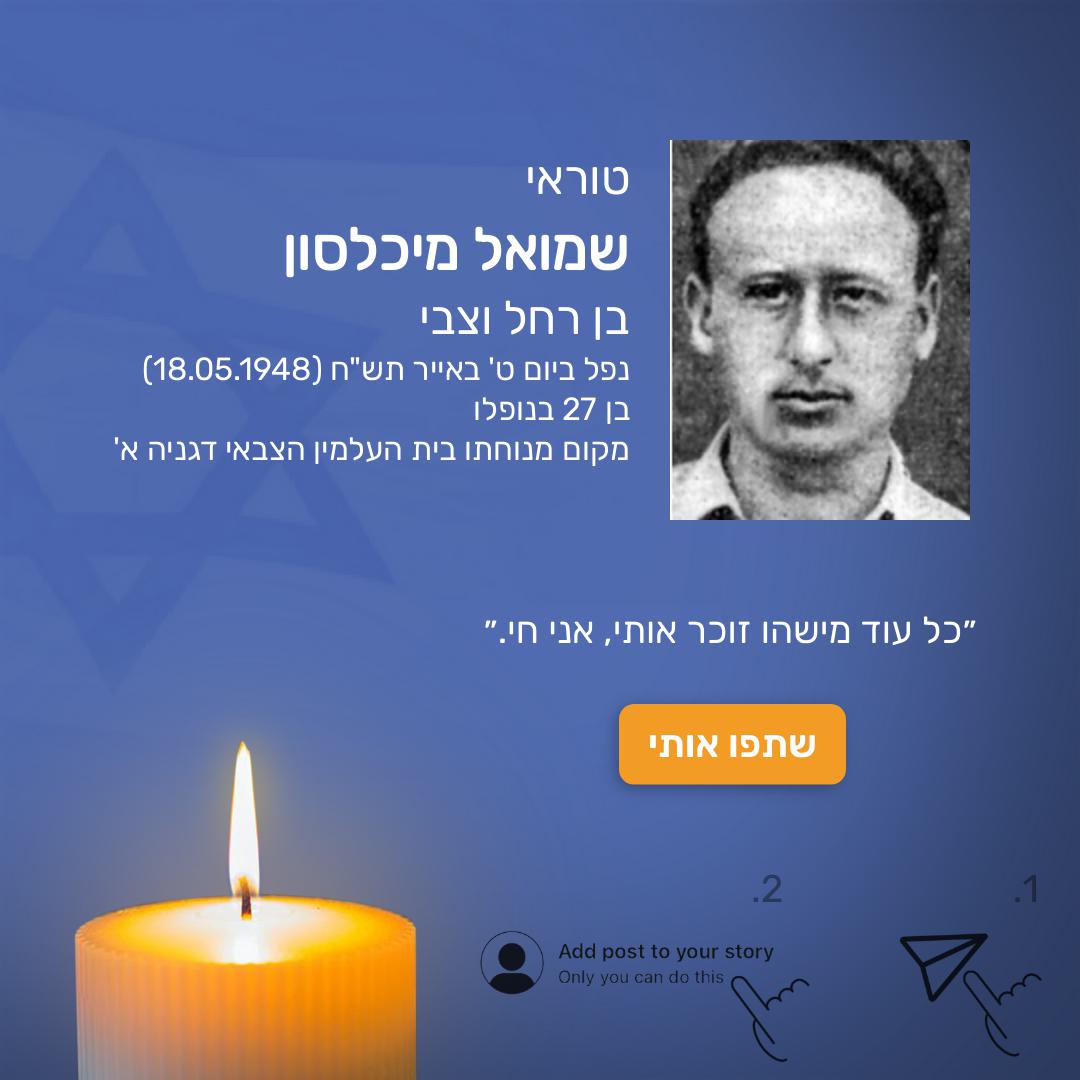 טוראי
שמואל מיכלסון
בן רחל וצבי
נפל ביום ט' באייר תש"ח (18.05.1948)
בן 27 בנופלו
מקום מנוחתו בית העלמין הצבאי דגניה א'
״כל עוד מישהו זוכר אותי, אני חי.״
שתפו אותי
1.
2.
Add post to your story
Only you can do this